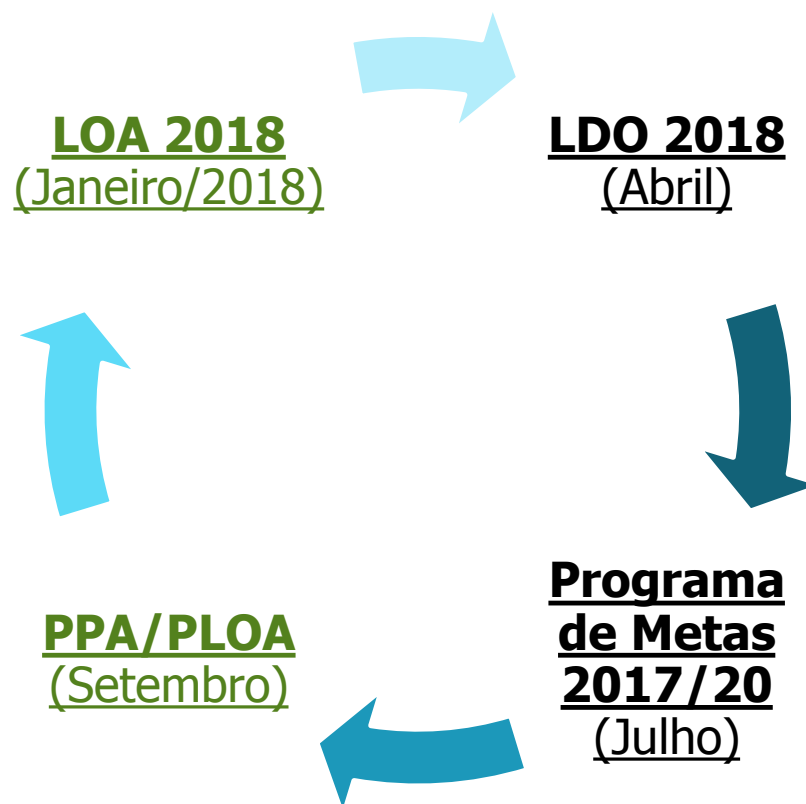 LOA 2018
(Janeiro/2018)
LDO 2018
(Abril)
Programa
de Metas
2017/20
(Julho)
PPA/PLOA
(Setembro)